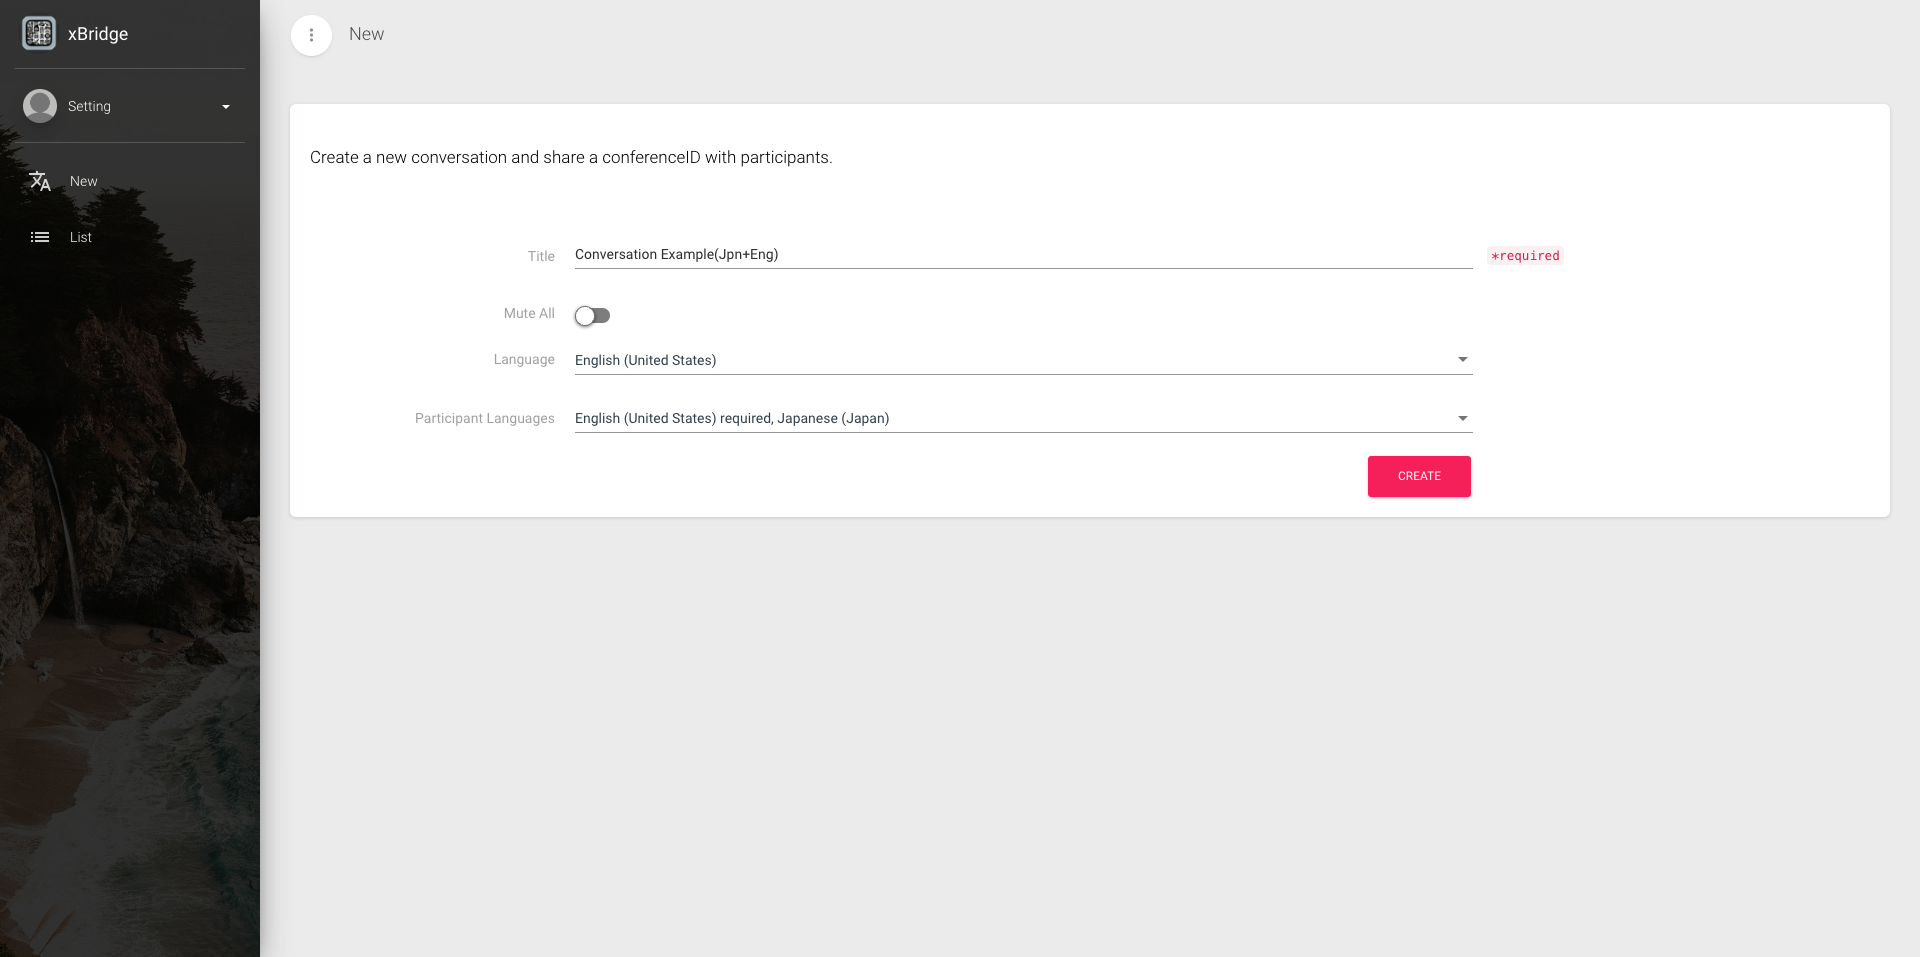 xBridge
Setting
New
List
New
Create a new conversation and share a conferenceID with participants.
Title
Conversation Example(Jpn+Eng)
*required
Mute All
Language
English (United States)
Participant Languages
English (United States) required, Japanese (Japan)
CREATE